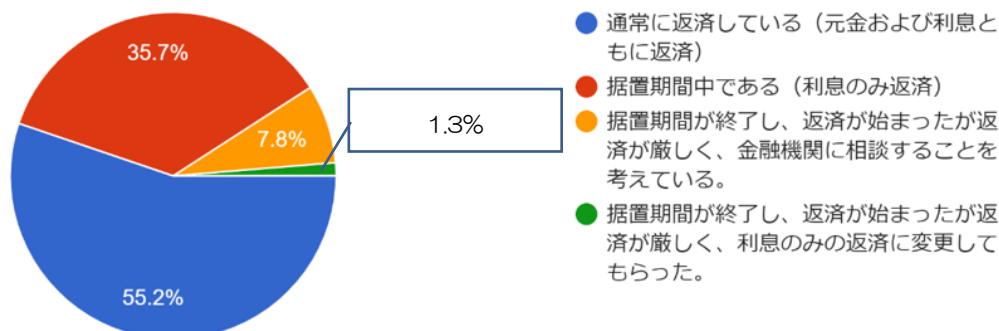 35.7%
7.8%
1.3%
55.2%
通常に返済している（元金および利息と
もに返済）
据置期間中である（利息のみ返済）
据置期間が終了し、返済が始まったが返
済が厳しく、金融機関に相談することを
考えている。
据置期間が終了し、返済が始まったが返
済が厳しく、利息のみの返済に変更して
もらった。